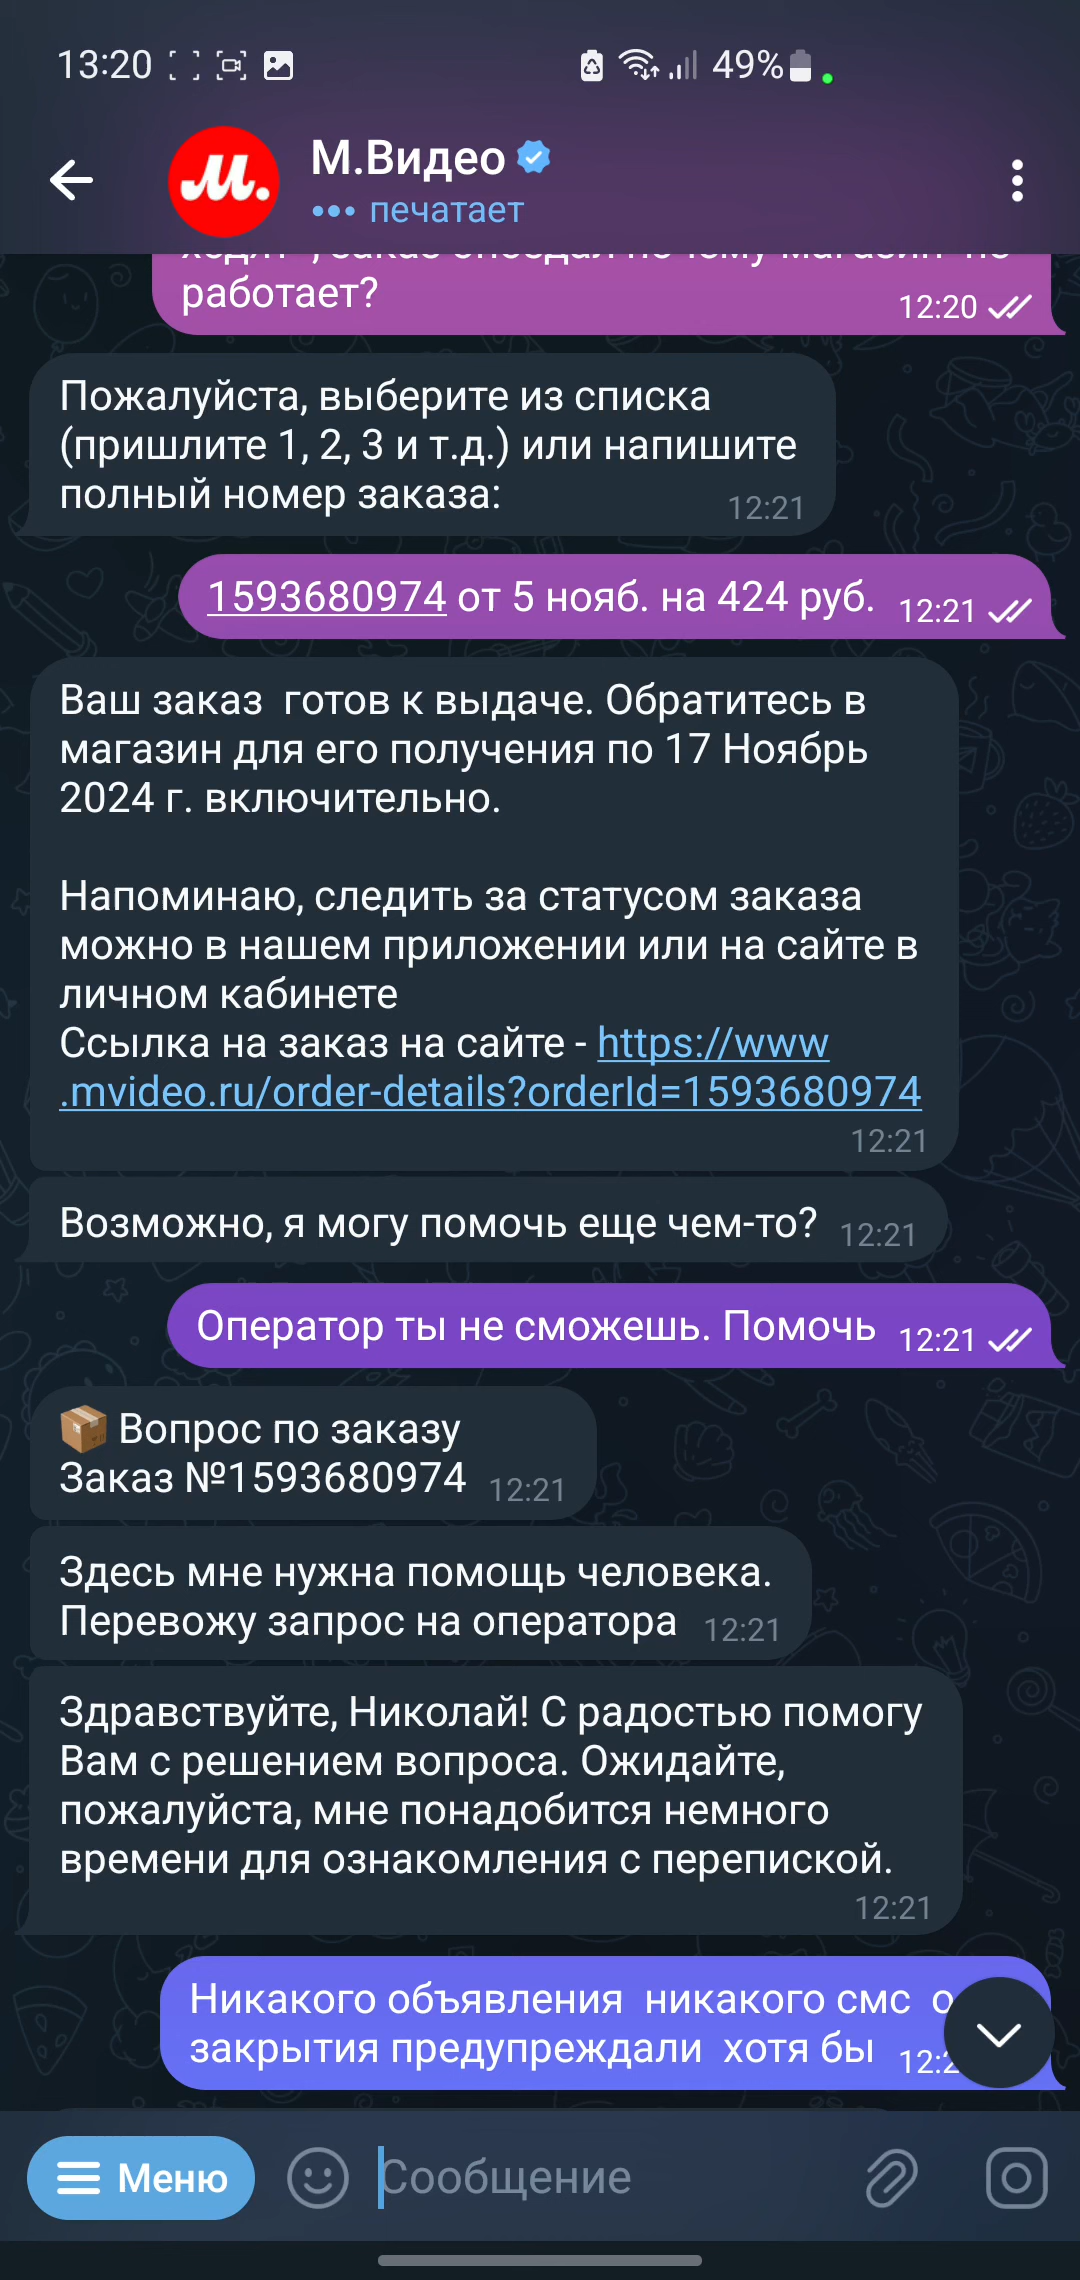 13:20
49%
М.
М.Видео
печатает
работает?
12:20
Пожалуйста, выберите из списка
(пришлите 1, 2, 3 и т.д.) или напишите
полный номер заказа:
12:21
1593680974 от 5 нояб. на 424 руб.
12:21
Ваш заказ готов к выдаче. Обратитесь в
магазин для его получения по 17 Ноябрь
2024 г. включительно.
Напоминаю, следить за статусом заказа
можно в нашем приложении или на сайте в
личном кабинете
Ссылка на заказ на сайте - https://www
.mvideo.ru/order-details?orderId=1593680974
12:21
Возможно, я могу помочь еще чем-то?
12:21
Оператор ты не сможешь. Помочь
12:21
Вопрос по заказу
Заказ №1593680974
12:21
Здесь мне нужна помощь человека.
Перевожу запрос на оператора
12:21
Здравствуйте, Николай! С радостью помогу
Вам с решением вопроса. Ожидайте,
пожалуйста, мне понадобится немного
времени для ознакомления с перепиской.
12:21
Никакого объявления никакого смс о
закрытия предупреждали хотя бы
Меню
Сообщение